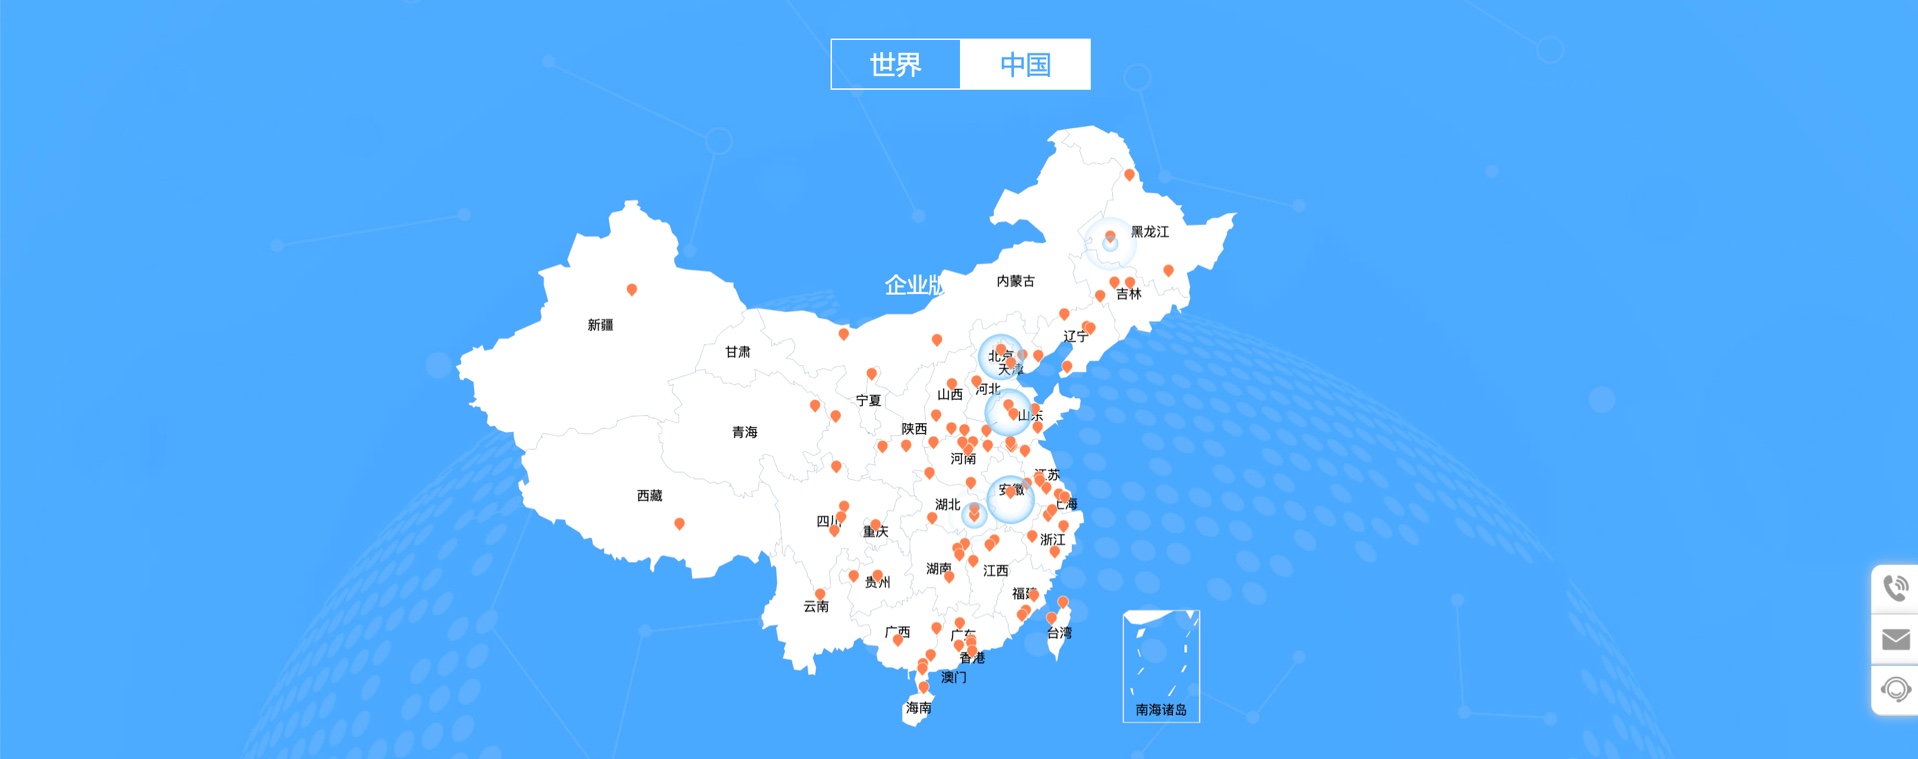 世界 中国
黑龙江
内蒙古
企业版
吉林
新疆
辽宁
甘肃
北京
天津
河北
山西
宁夏
山东
陕西
青海
河南
江苏
安徽
西藏
湖北
上海
四川
重庆
浙江
湖南
江西
贵州
福建
云南
广西
广东
台湾
香港
澳门
海南
南海诸岛